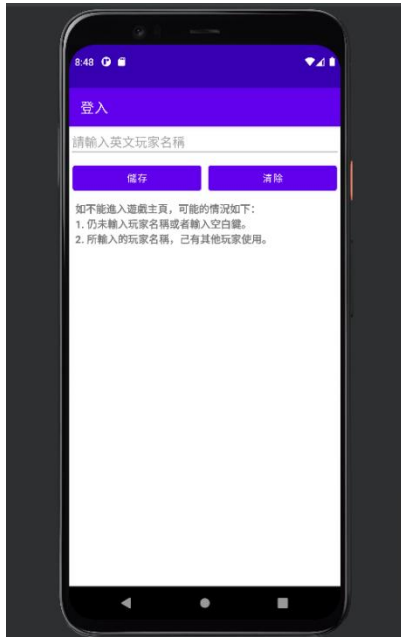 8:48
登入
請輸入英文玩家名稱
儲存
清除
如不能進入遊戲主頁，可能的情況如下：
1. 仍未輸入玩家名稱或者輸入空白鍵。
2. 所輸入的玩家名稱，己有其他玩家使用。